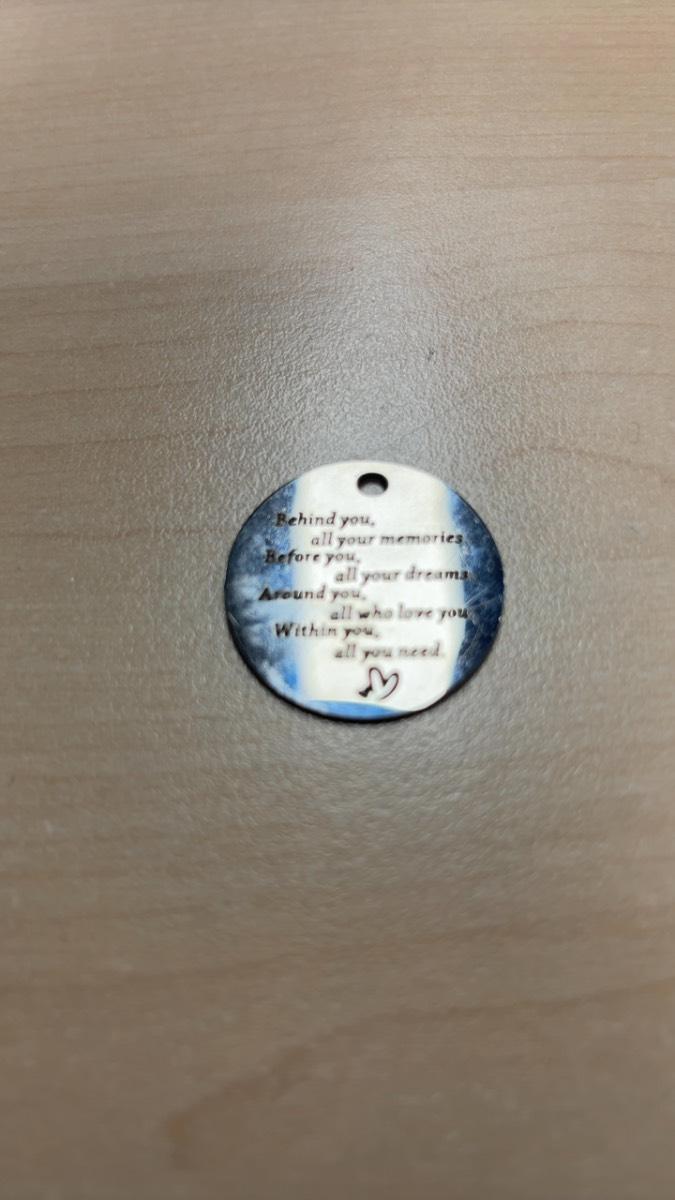 Behind you,
all your memories
Before you,
all your dreams
Around you,
all who love you,
Within you,
all you need.